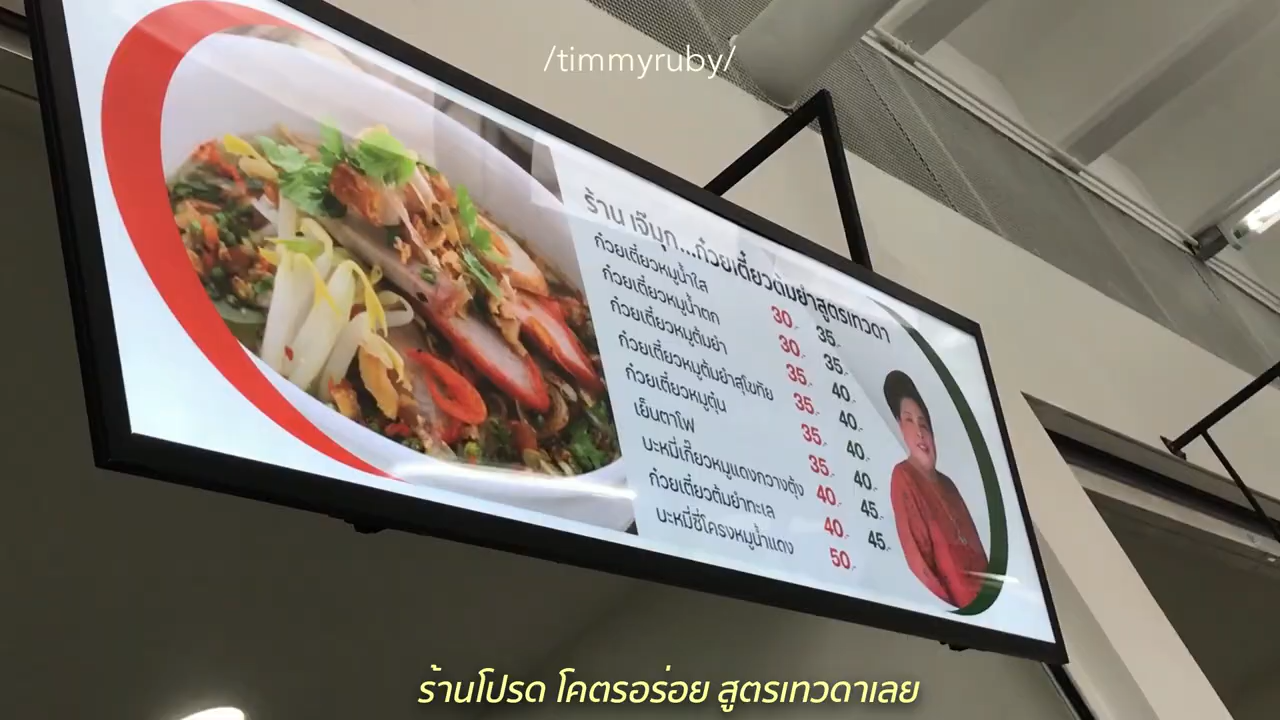 /timmyruby/
ร้าน เจ๊มุก...ก๋วยเตี๋ยวต้มยำสูตรเทวดา
ก๋วยเตี๋ยวหมูน้ำใส 30.- 35.-
ก๋วยเตี๋ยวหมูน้ำตก 30.- 35.-
ก๋วยเตี๋ยวหมูต้มยำ 35.- 40.-
ก๋วยเตี๋ยวหมูต้มยำสุโขทัย 35.- 40.-
ก๋วยเตี๋ยวหมูตุ๋น 35.- 40.-
เย็นตาโฟ 35.- 40.-
บะหมี่เกี๊ยวหมูแดงกวางตุ้ง 40.- 45.-
ก๋วยเตี๋ยวต้มยำทะเล 40.- 45.-
บะหมี่ซี่โครงหมูน้ำแดง 50.-
ร้านโปรด โคตรอร่อย สูตรเทวดาเลย